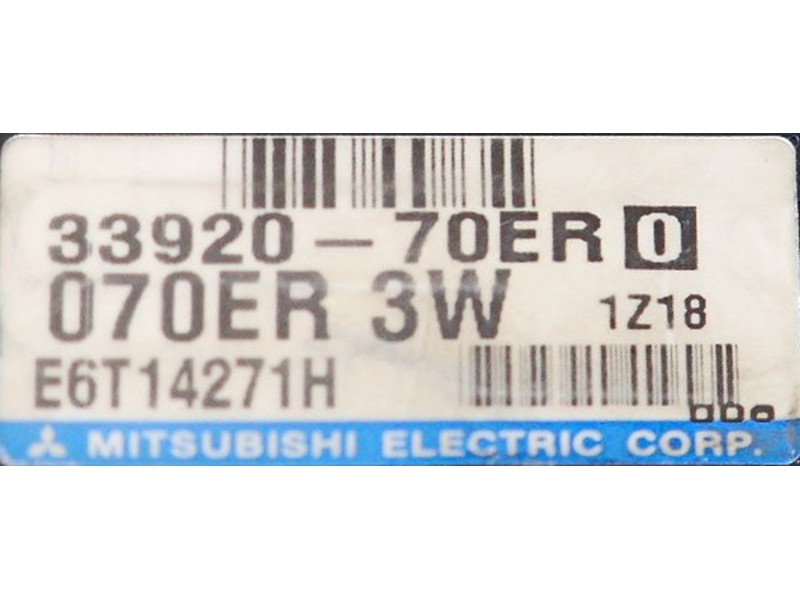 33920-70ER 0
070ER 3W 1Z18
E6T14271H
MITSUBISHI ELECTRIC CORP.